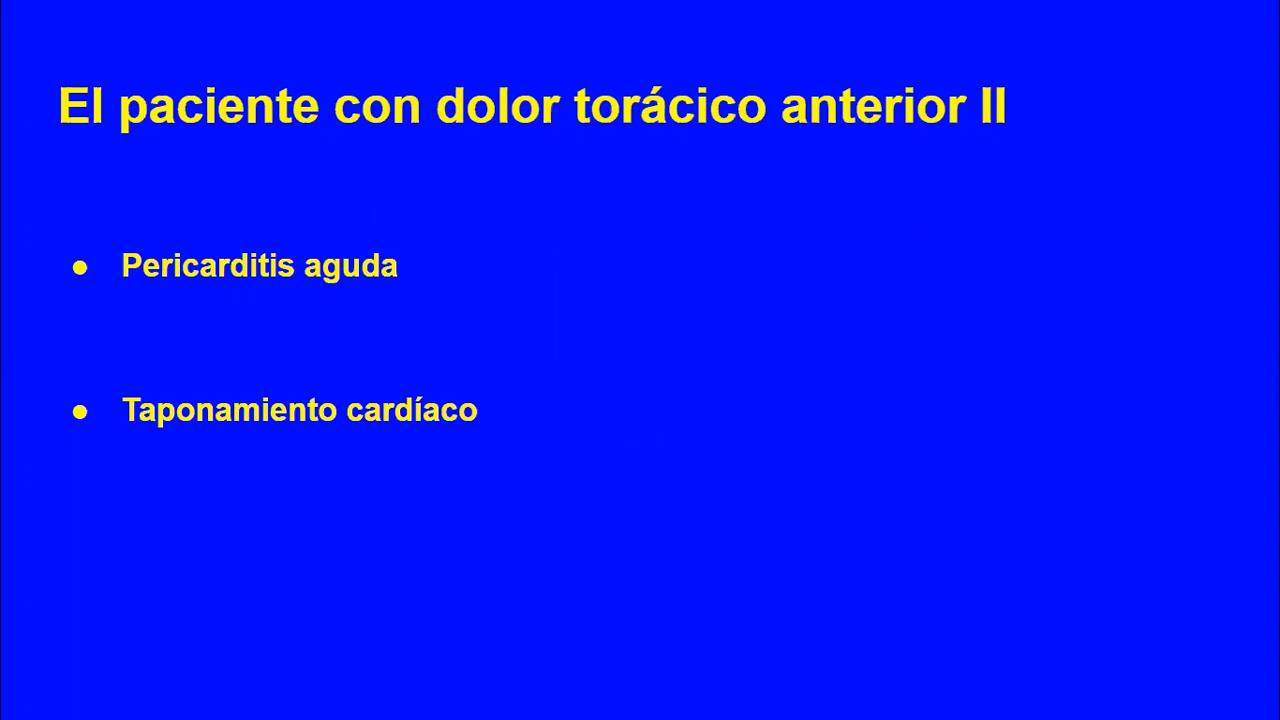 El paciente con dolor torácico anterior II
● Pericarditis aguda
● Taponamiento cardíaco